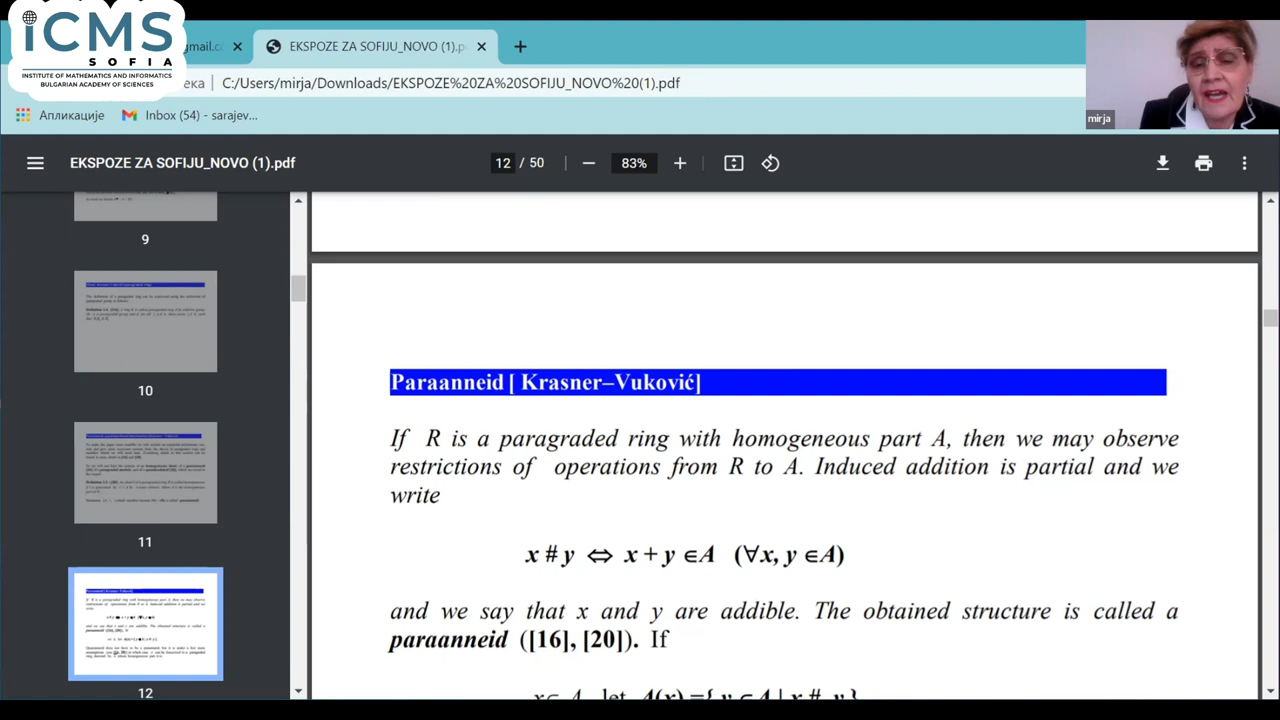 iCMS
SOFIA
INSTITUTE OF MATHEMATICS AND INFORMATICS
BULGARIAN ACADEMY OF SCIENCES
gmail.c
EKSPOZE ZA SOFIJU_NOVO (1).p
ека | C:/Users/mirja/Downloads/EKSPOZE%20ZA%20SOFIJU_NOVO%20(1).pdf
Апликације Inbox (54) - sarajev...
mirja
EKSPOZE ZA SOFIJU_NOVO (1).pdf 12 / 50 83%
9
10
11
12
Paraanneid [ Krasner–Vuković]
If R is a paragraded ring with homogeneous part A, then we may observe
restrictions of operations from R to A. Induced addition is partial and we
write
x # y ⇔ x + y ∈A (∀x, y ∈A)
and we say that x and y are addible. The obtained structure is called a
paraanneid ([16], [20]). If
x∈ A let A(x) ={ y ∈ A | x # y }